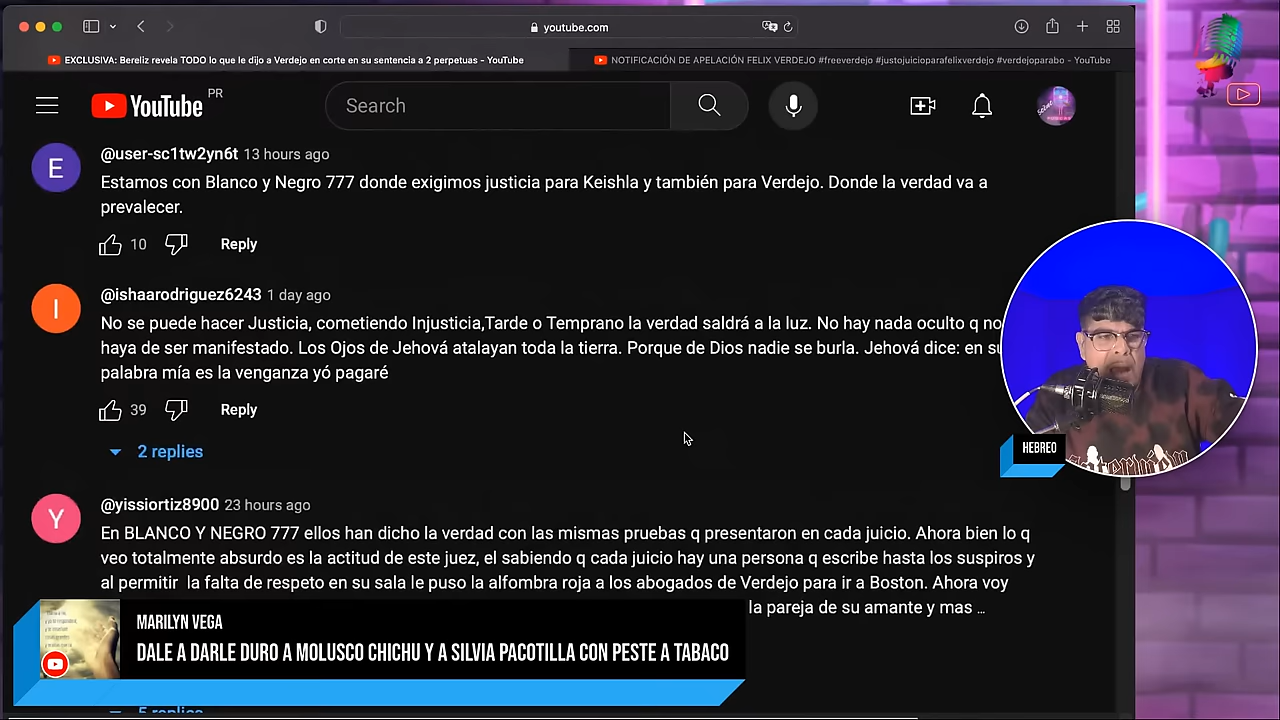 youtube.com
EXCLUSIVA: Bereliz revela TODO lo que le dijo a Verdejo en corte en su sentencia a 2 perpetuas - YouTube
NOTIFICACIÓN DE APELACIÓN FELIX VERDEJO #freeverdejo #justojuicioparafelixverdejo #verdejoparabo - YouTube
YouTube PR
Search
E
@user-sc1tw2yn6t 13 hours ago
Estamos con Blanco y Negro 777 donde exigimos justicia para Keishla y también para Verdejo. Donde la verdad va a
prevalecer.
10 Reply
I
@ishaarodriguez6243 1 day ago
No se puede hacer Justicia, cometiendo Injusticia,Tarde o Temprano la verdad saldrá a la luz. No hay nada oculto q no
haya de ser manifestado. Los Ojos de Jehová atalayan toda la tierra. Porque de Dios nadie se burla. Jehová dice: en su
palabra mía es la venganza yó pagaré
39 Reply
2 replies
HEBREO
Y
@yissiortiz8900 23 hours ago
En BLANCO Y NEGRO 777 ellos han dicho la verdad con las mismas pruebas q presentaron en cada juicio. Ahora bien lo q
veo totalmente absurdo es la actitud de este juez, el sabiendo q cada juicio hay una persona q escribe hasta los suspiros y
al permitir la falta de respeto en su sala le puso la alfombra roja a los abogados de Verdejo para ir a Boston. Ahora voy
la pareja de su amante y mas ...
MARILYN VEGA
DALE A DARLE DURO A MOLUSCO CHICHU Y A SILVIA PACOTILLA CON PESTE A TABACO
5 replies